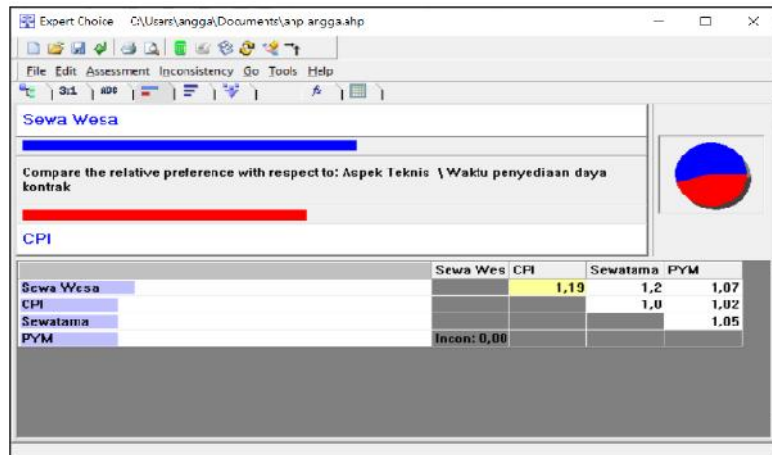 Expert Choice C:\Users\angga\Documents\anp angga.ahp
File Edit Assessment Inconsistency Go Tools Help
3:1 ABC
Sewa Wesa
Compare the relative preference with respect to: Aspek Teknis \ Waktu penyediaan daya
kontrak
CPI
Sewa Wes CPI Sewatama PYM
Sewa Wesa 1,19 1,2 1,07
CPI 1,0 1,02
Sewatama 1,05
PYM Incon: 0,00